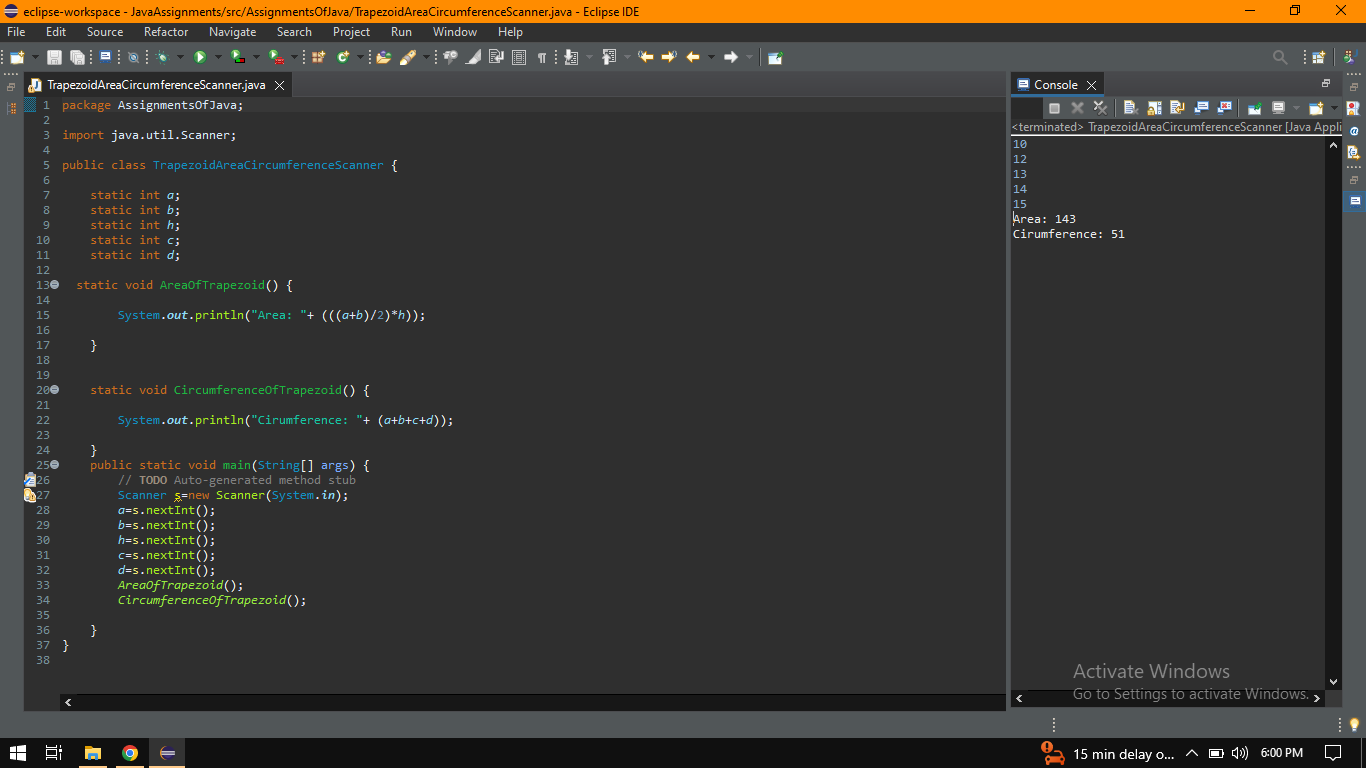 eclipse-workspace - JavaAssignments/src/AssignmentsOfJava/TrapezoidAreaCircumferenceScanner.java - Eclipse IDE
File Edit Source Refactor Navigate Search Project Run Window Help
TrapezoidAreaCircumferenceScanner.java
1 package AssignmentsOfJava;
2
3 import java.util.Scanner;
4
5 public class TrapezoidAreaCircumferenceScanner {
6
7 static int a;
8 static int b;
9 static int h;
10 static int c;
11 static int d;
12
13 static void AreaOfTrapezoid() {
14
15 System.out.println("Area: "+ (((a+b)/2)*h));
16
17 }
18
19
20 static void CircumferenceOfTrapezoid() {
21
22 System.out.println("Cirumference: "+ (a+b+c+d));
23
24 }
25 public static void main(String[] args) {
26 // TODO Auto-generated method stub
27 Scanner s=new Scanner(System.in);
28 a=s.nextInt();
29 b=s.nextInt();
30 h=s.nextInt();
31 c=s.nextInt();
32 d=s.nextInt();
33 AreaOfTrapezoid();
34 CircumferenceOfTrapezoid();
35
36 }
37 }
38
Console
<terminated> TrapezoidAreaCircumferenceScanner [Java Appli
10
12
13
14
15
Area: 143
Cirumference: 51
Activate Windows
Go to Settings to activate Windows.
15 min delay o... 6:00 PM